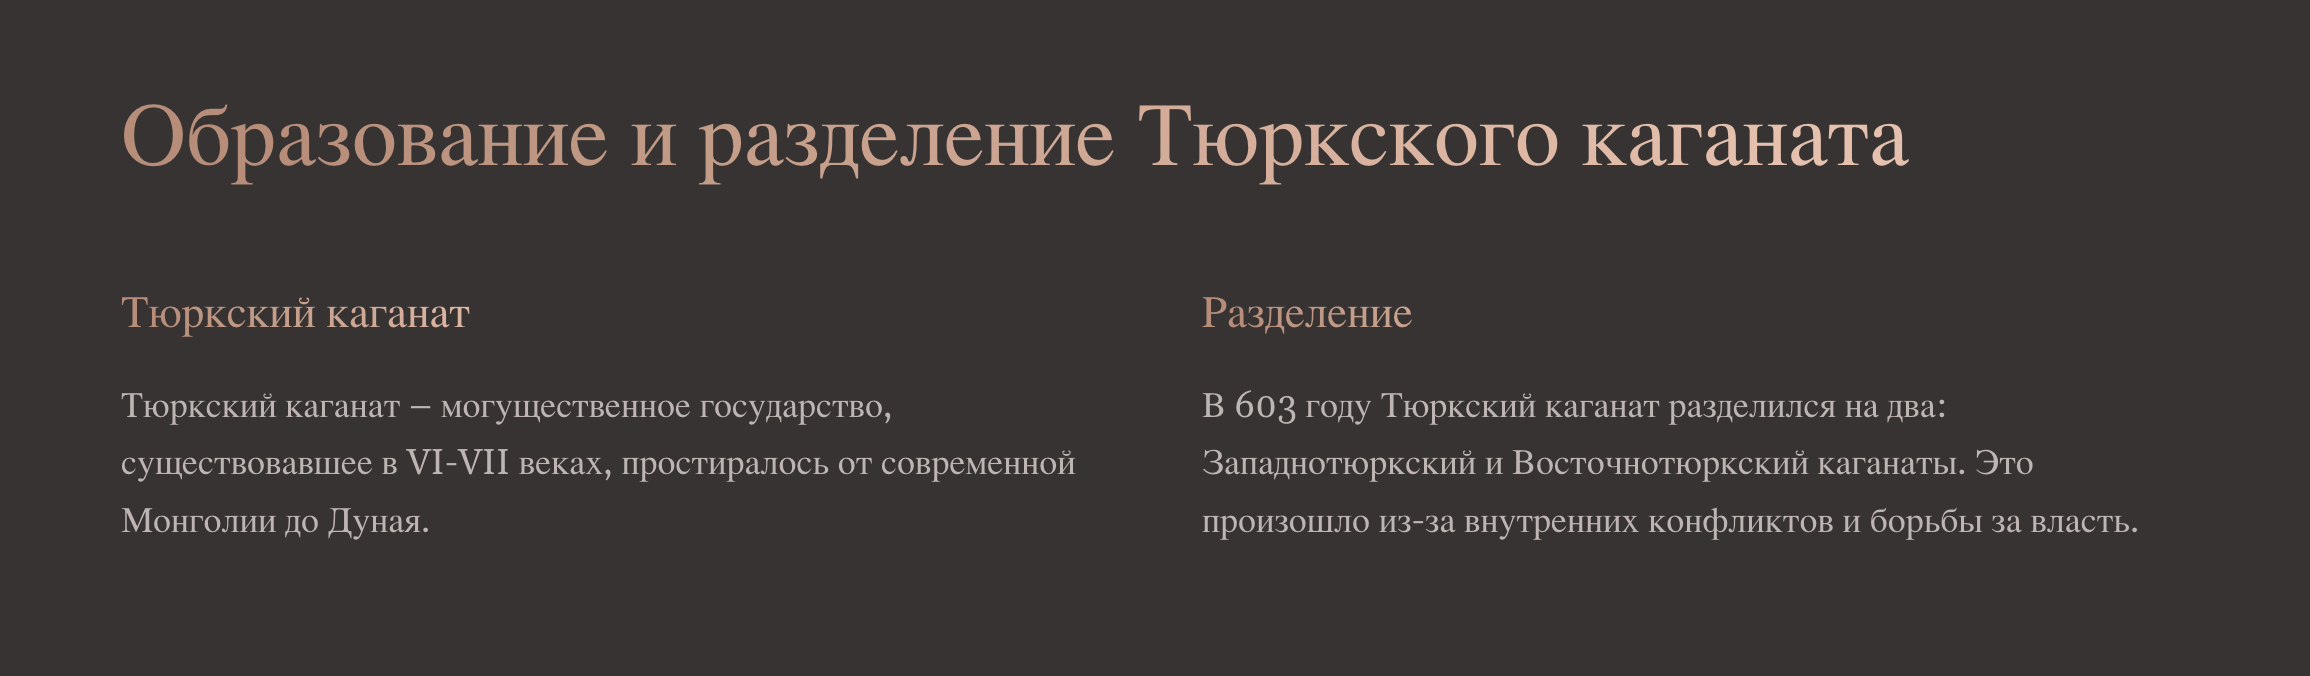 Образование и разделение Тюркского каганата
Тюркский каганат
Тюркский каганат – могущественное государство,
существовавшее в VI-VII веках, простиралось от современной
Монголии до Дуная.
Разделение
В 603 году Тюркский каганат разделился на два:
Западнотюркский и Восточнотюркский каганаты. Это
произошло из-за внутренних конфликтов и борьбы за власть.